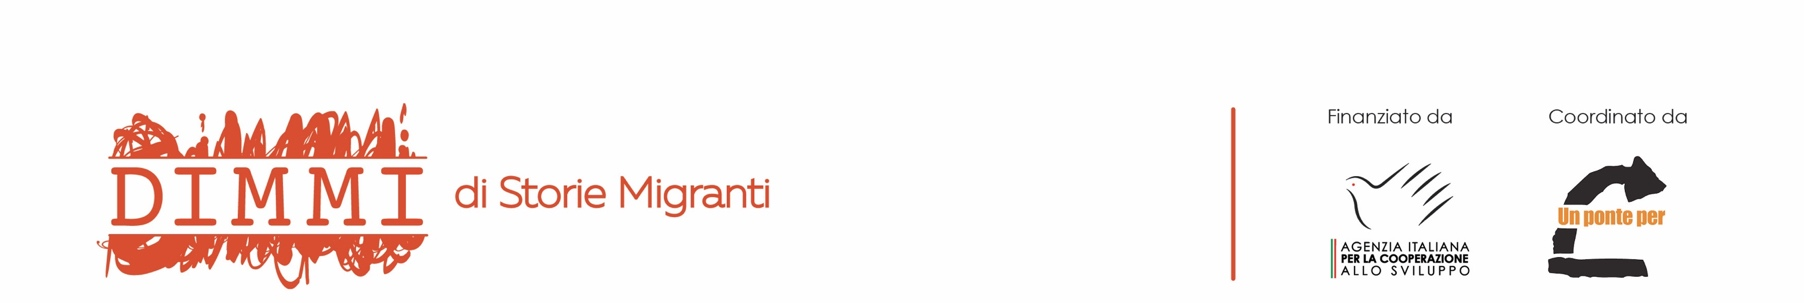 DIMMI
di Storie Migranti
Finanziato da
AGENZIA ITALIANA
PER LA COOPERAZIONE
ALLO SVILUPPO
Coordinato da
Un ponte per